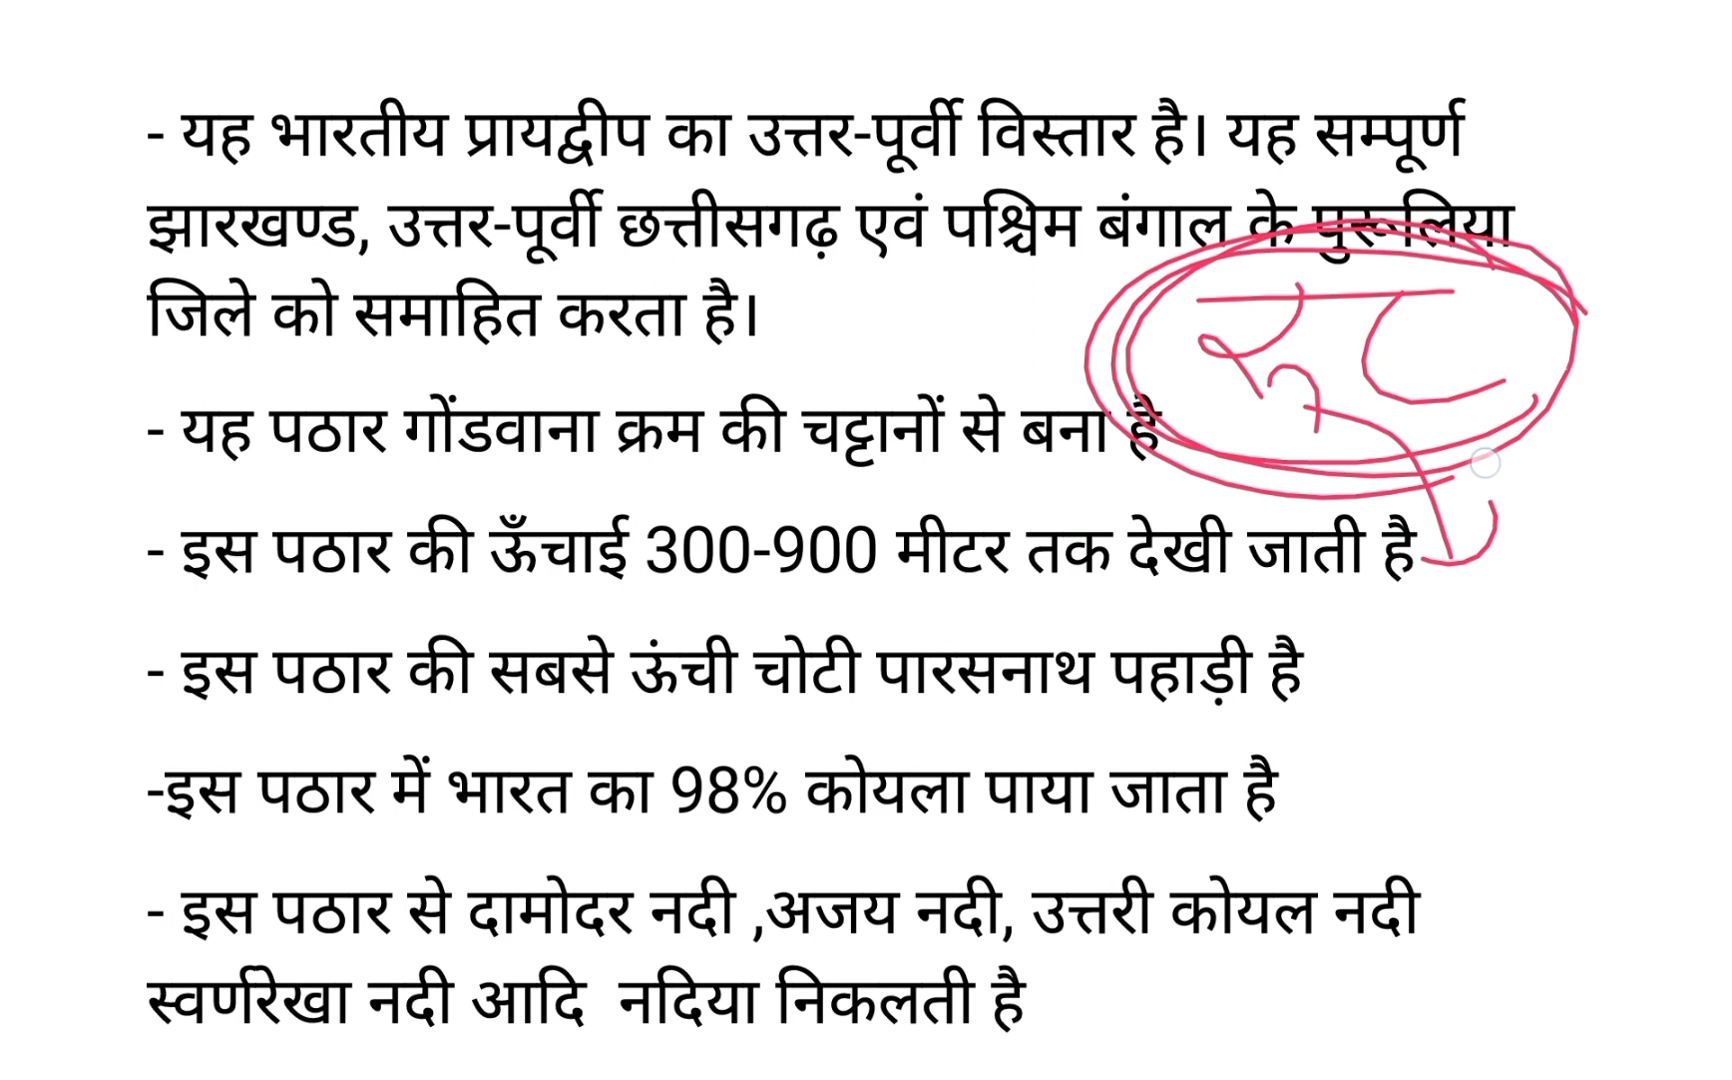 - यह भारतीय प्रायद्वीप का उत्तर-पूर्वी विस्तार है। यह सम्पूर्ण
झारखण्ड, उत्तर-पूर्वी छत्तीसगढ़ एवं पश्चिम बंगाल के पुरूलिया
जिले को समाहित करता है।
- यह पठार गोंडवाना क्रम की चट्टानों से बना है
- इस पठार की ऊँचाई 300-900 मीटर तक देखी जाती है
- इस पठार की सबसे ऊंची चोटी पारसनाथ पहाड़ी है
-इस पठार में भारत का 98% कोयला पाया जाता है
- इस पठार से दामोदर नदी ,अजय नदी, उत्तरी कोयल नदी
स्वर्णरेखा नदी आदि  नदिया निकलती है